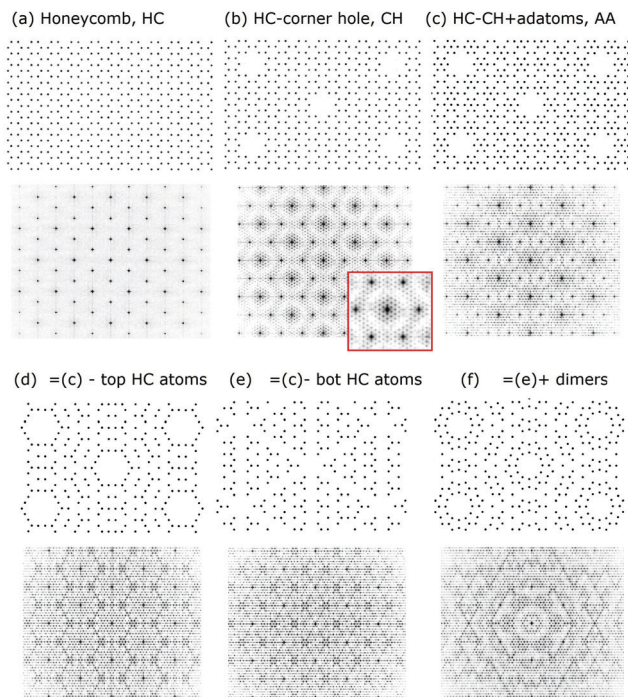 (a) Honeycomb, HC
(b) HC-corner hole, CH
(c) HC-CH+adatoms, AA
(d) =(c) - top HC atoms
(e) =(c)- bot HC atoms
(f) =(e)+ dimers